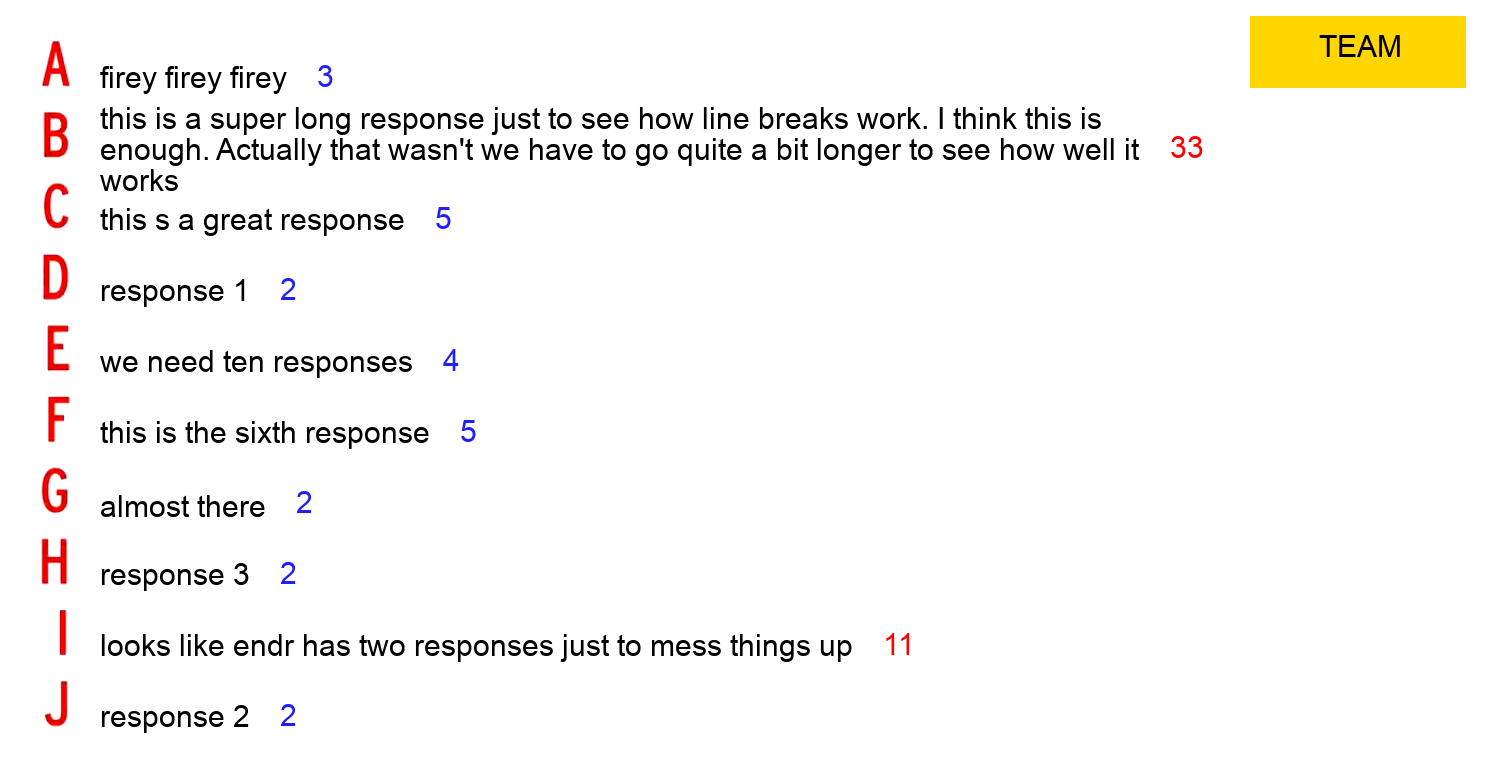 TEAM
A firey firey firey 3
B this is a super long response just to see how line breaks work. I think this is
enough. Actually that wasn't we have to go quite a bit longer to see how well it 33
works
C this s a great response 5
D response 1 2
E we need ten responses 4
F this is the sixth response 5
G almost there 2
H response 3 2
I looks like endr has two responses just to mess things up 11
J response 2 2